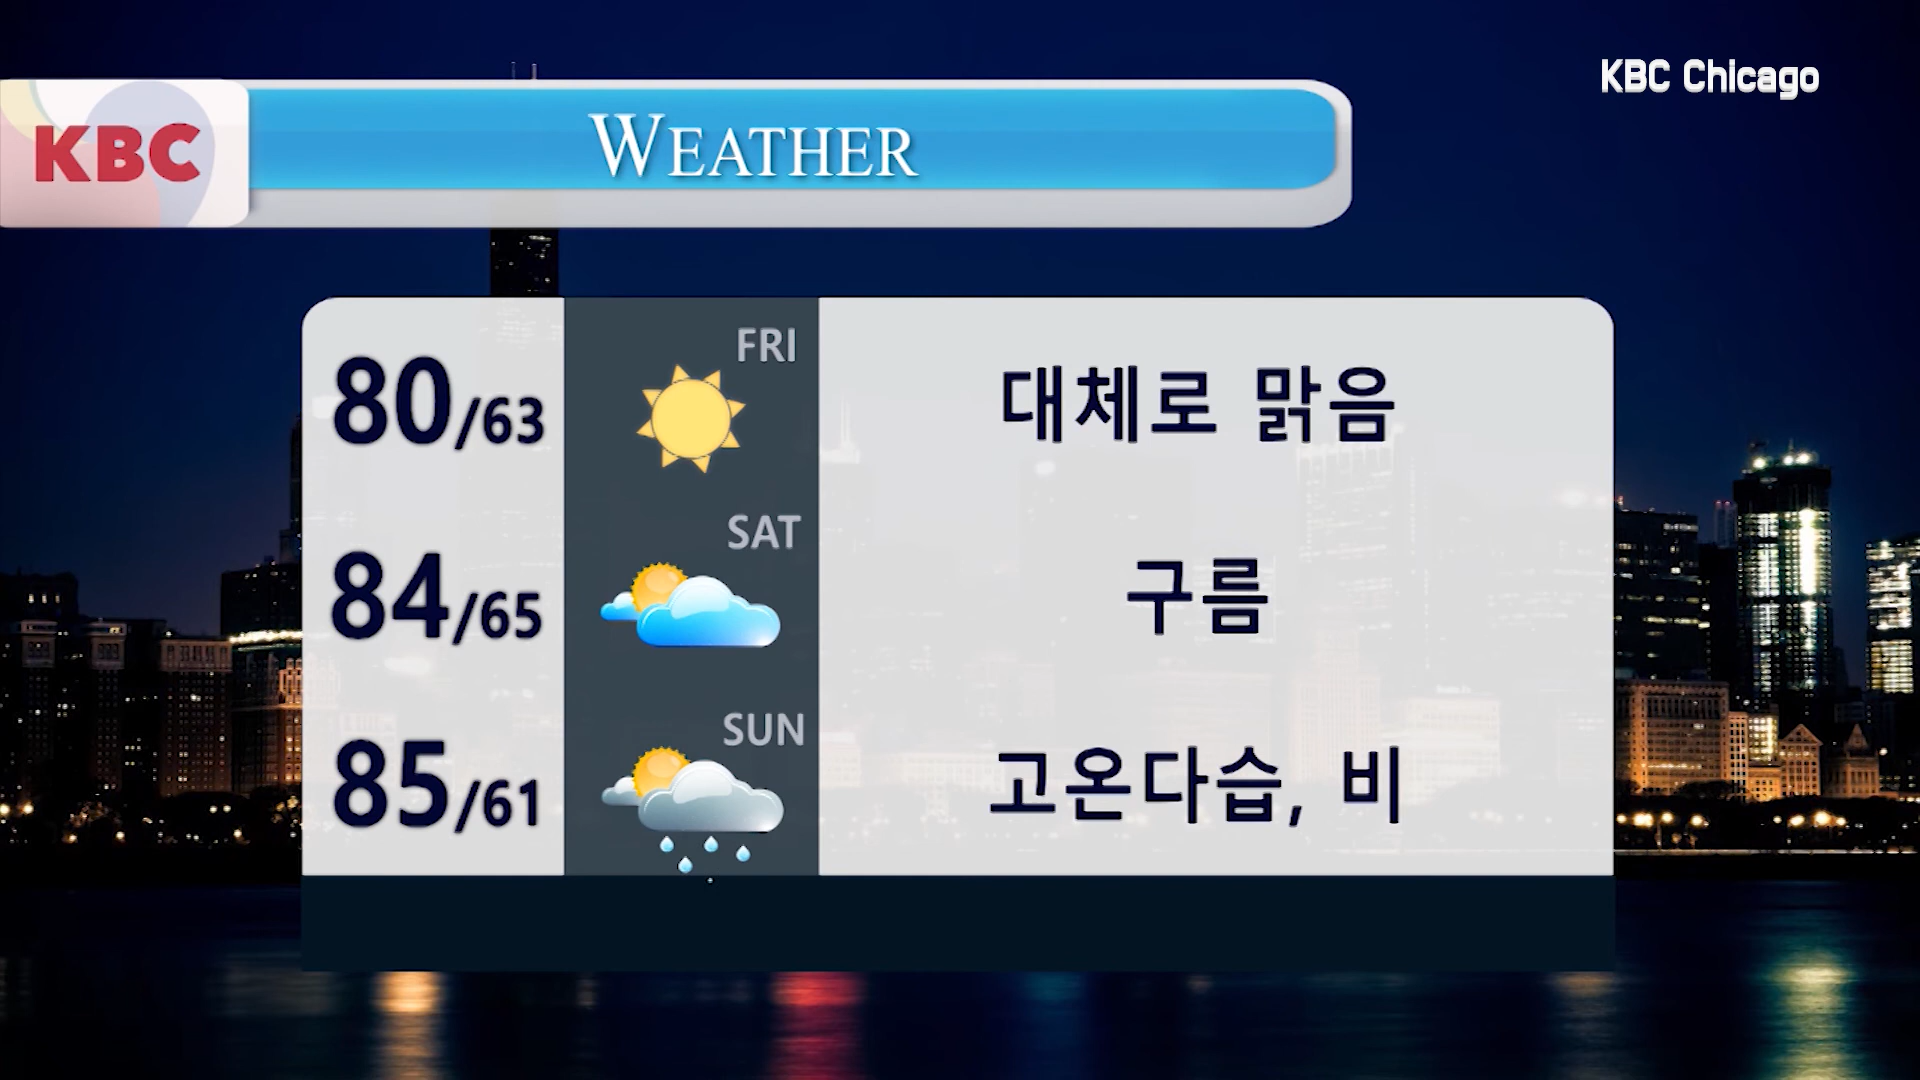 KBC Chicago
KBC
WEATHER
80/63
FRI
대체로 맑음
84/65
SAT
구름
85/61
SUN
고온다습, 비